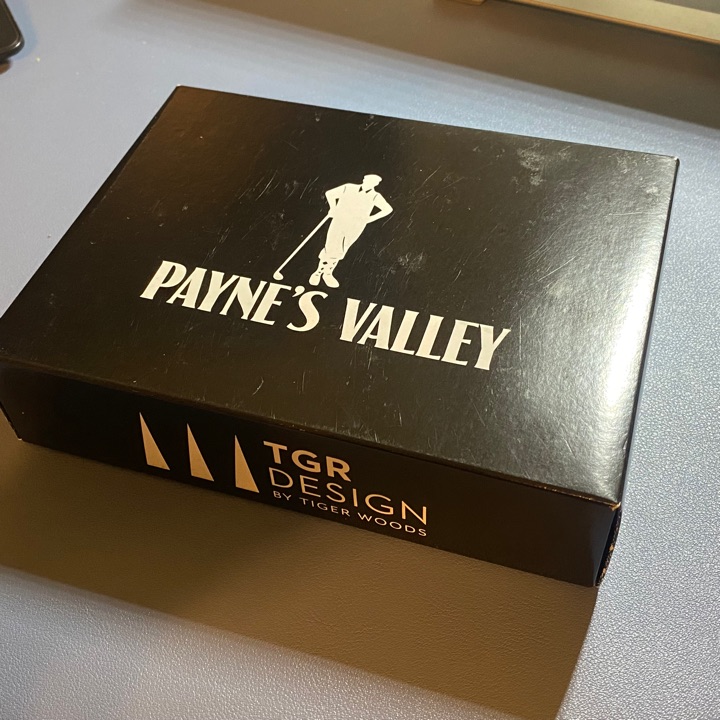 PAYNE'S VALLEY
TGR
DESIGN
BY TIGER WOODS